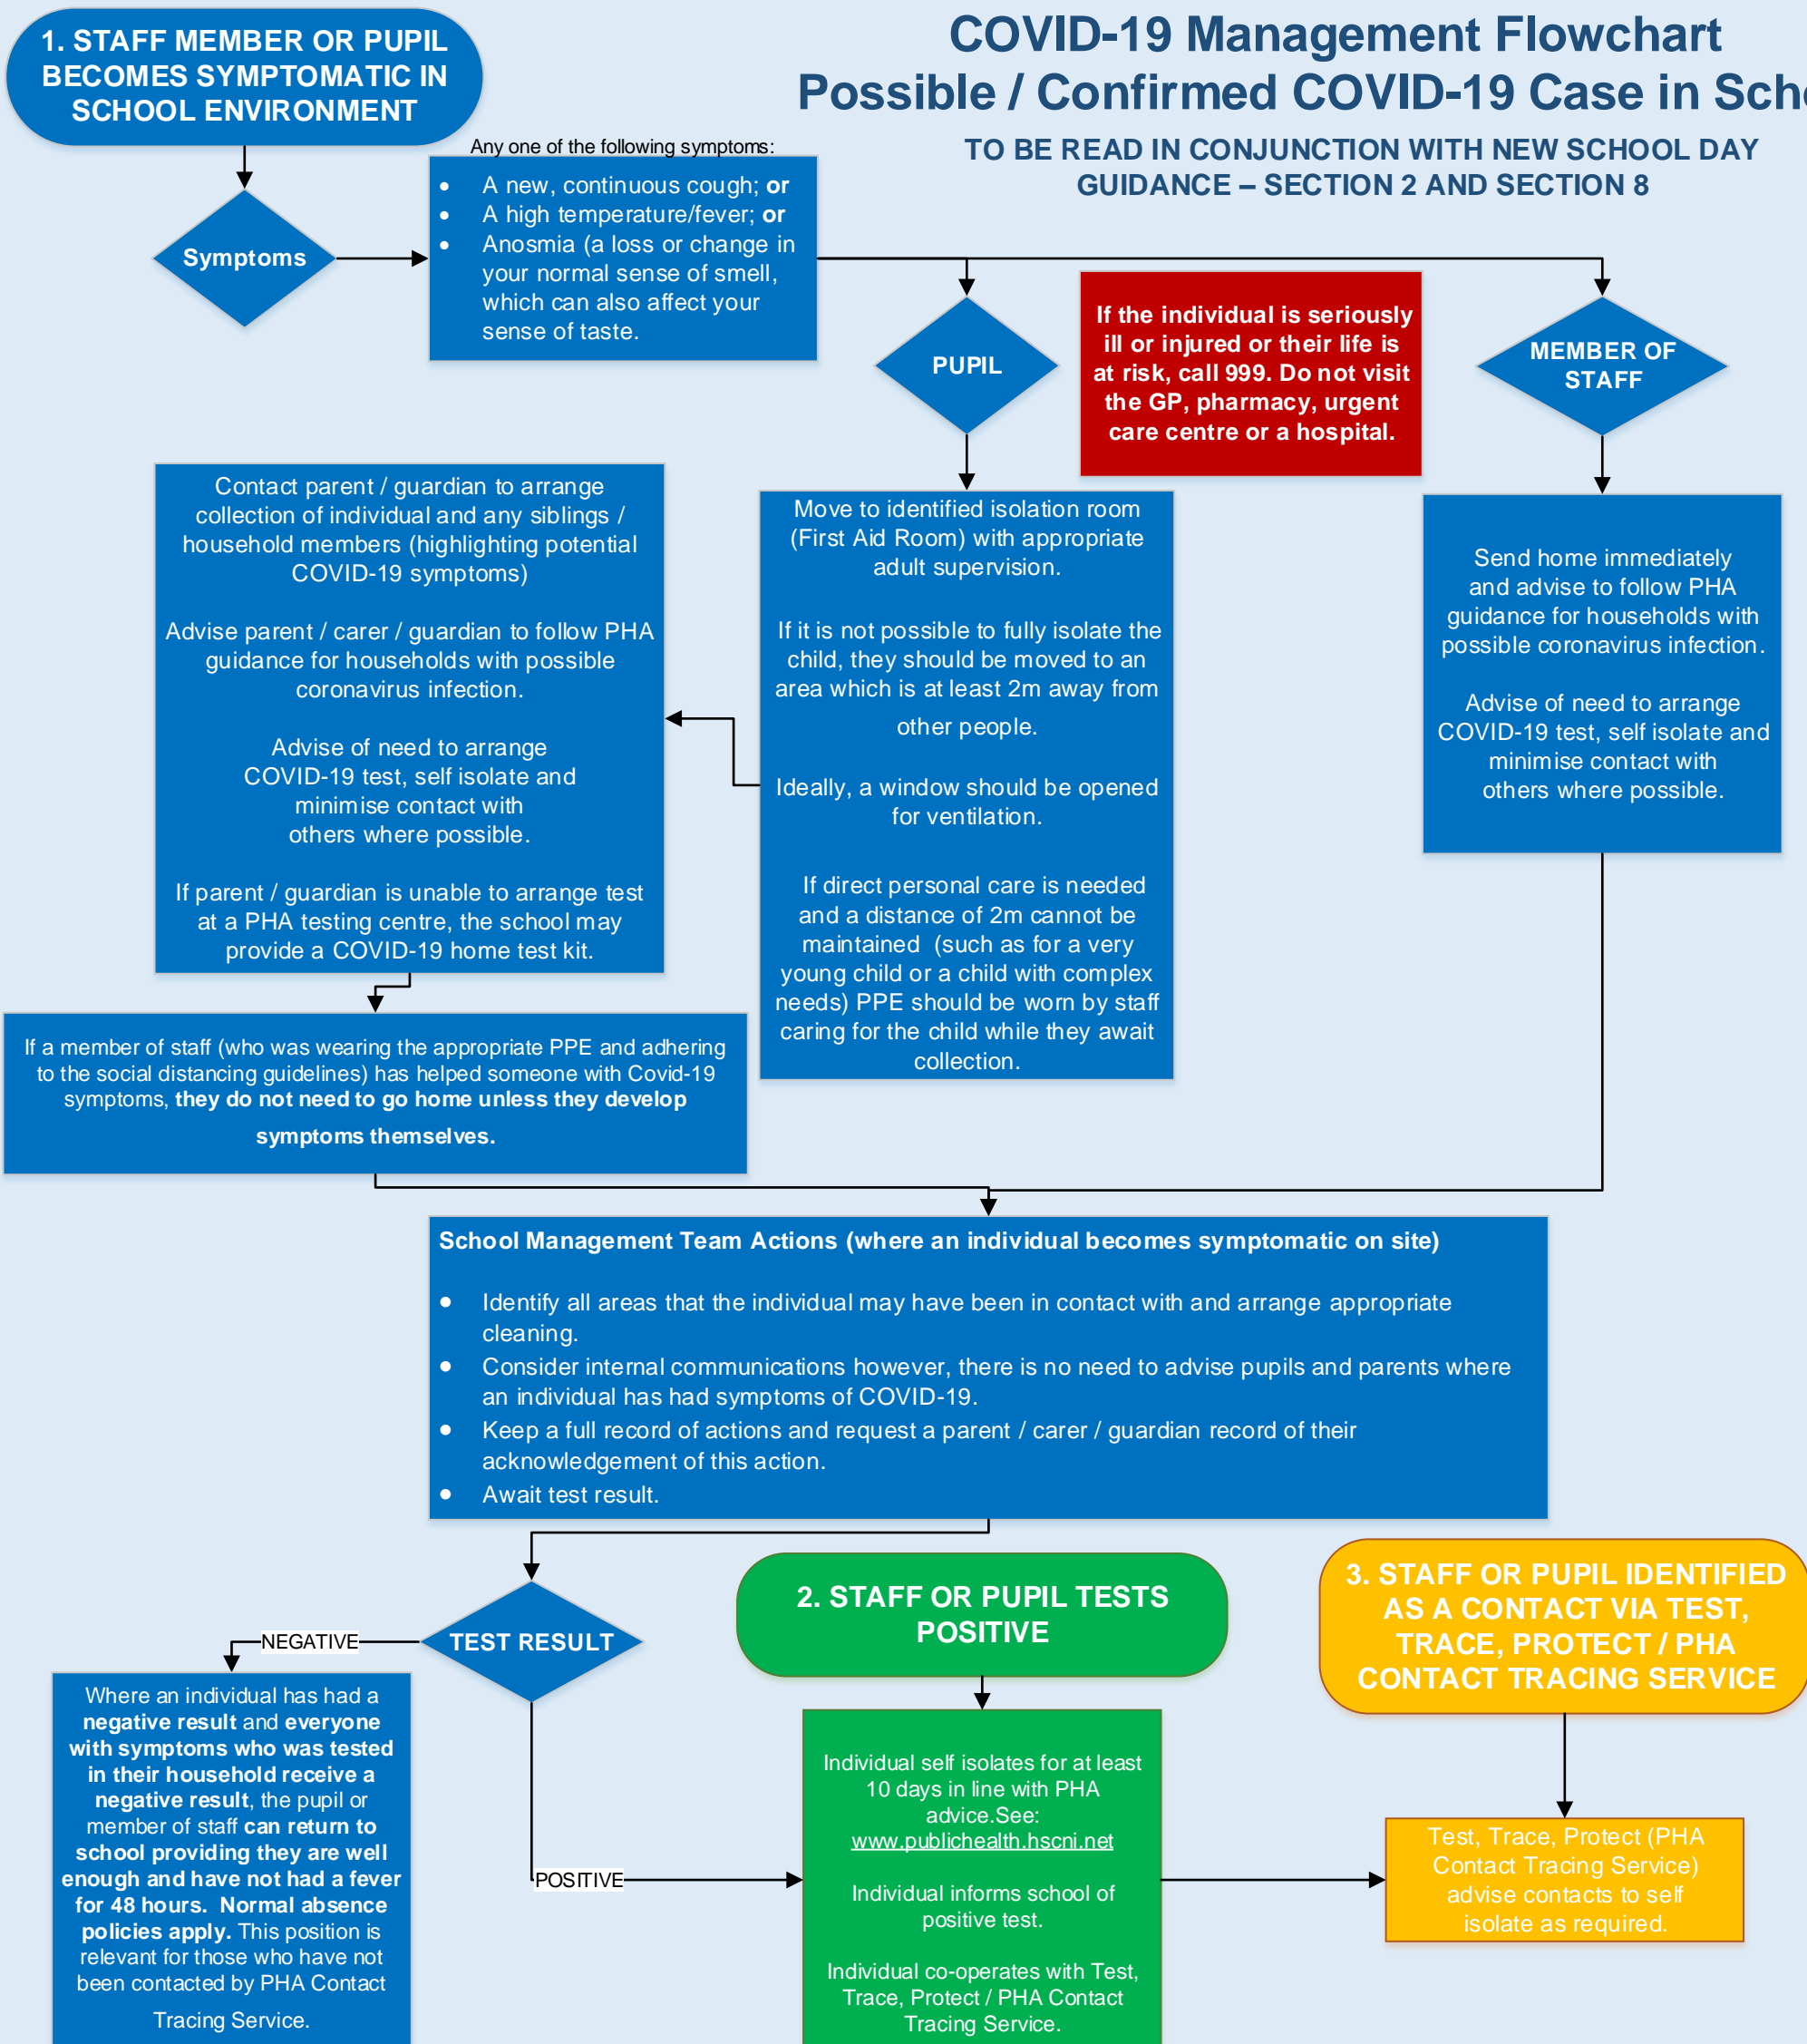 1. STAFF MEMBER OR PUPIL
BECOMES SYMPTOMATIC IN
SCHOOL ENVIRONMENT
COVID-19 Management Flowchart
Possible / Confirmed COVID-19 Case in Scho
TO BE READ IN CONJUNCTION WITH NEW SCHOOL DAY
GUIDANCE – SECTION 2 AND SECTION 8
Symptoms
Any one of the following symptoms:
• A new, continuous cough; or
• A high temperature/fever; or
• Anosmia (a loss or change in
your normal sense of smell,
which can also affect your
sense of taste.
PUPIL
If the individual is seriously
ill or injured or their life is
at risk, call 999. Do not visit
the GP, pharmacy, urgent
care centre or a hospital.
MEMBER OF
STAFF
Move to identified isolation room
(First Aid Room) with appropriate
adult supervision.
If it is not possible to fully isolate the
child, they should be moved to an
area which is at least 2m away from
other people.
Ideally, a window should be opened
for ventilation.
If direct personal care is needed
and a distance of 2m cannot be
maintained (such as for a very
young child or a child with complex
needs) PPE should be worn by staff
caring for the child while they await
collection.
Contact parent / guardian to arrange
collection of individual and any siblings /
household members (highlighting potential
COVID-19 symptoms)
Advise parent / carer / guardian to follow PHA
guidance for households with possible
coronavirus infection.
Advise of need to arrange
COVID-19 test, self isolate and
minimise contact with
others where possible.
If parent / guardian is unable to arrange test
at a PHA testing centre, the school may
provide a COVID-19 home test kit.
Send home immediately
and advise to follow PHA
guidance for households with
possible coronavirus infection.
Advise of need to arrange
COVID-19 test, self isolate and
minimise contact with
others where possible.
If a member of staff (who was wearing the appropriate PPE and adhering
to the social distancing guidelines) has helped someone with Covid-19
symptoms, they do not need to go home unless they develop
symptoms themselves.
School Management Team Actions (where an individual becomes symptomatic on site)
• Identify all areas that the individual may have been in contact with and arrange appropriate
cleaning.
• Consider internal communications however, there is no need to advise pupils and parents where
an individual has had symptoms of COVID-19.
• Keep a full record of actions and request a parent / carer / guardian record of their
acknowledgement of this action.
• Await test result.
TEST RESULT
NEGATIVE
POSITIVE
Where an individual has had a
negative result and everyone
with symptoms who was tested
in their household receive a
negative result, the pupil or
member of staff can return to
school providing they are well
enough and have not had a fever
for 48 hours. Normal absence
policies apply. This position is
relevant for those who have not
been contacted by PHA Contact
Tracing Service.
2. STAFF OR PUPIL TESTS
POSITIVE
Individual self isolates for at least
10 days in line with PHA
advice.See:
www.publichealth.hscni.net
Individual informs school of
positive test.
Individual co-operates with Test,
Trace, Protect / PHA Contact
Tracing Service.
3. STAFF OR PUPIL IDENTIFIED
AS A CONTACT VIA TEST,
TRACE, PROTECT / PHA
CONTACT TRACING SERVICE
Test, Trace, Protect (PHA
Contact Tracing Service)
advise contacts to self
isolate as required.